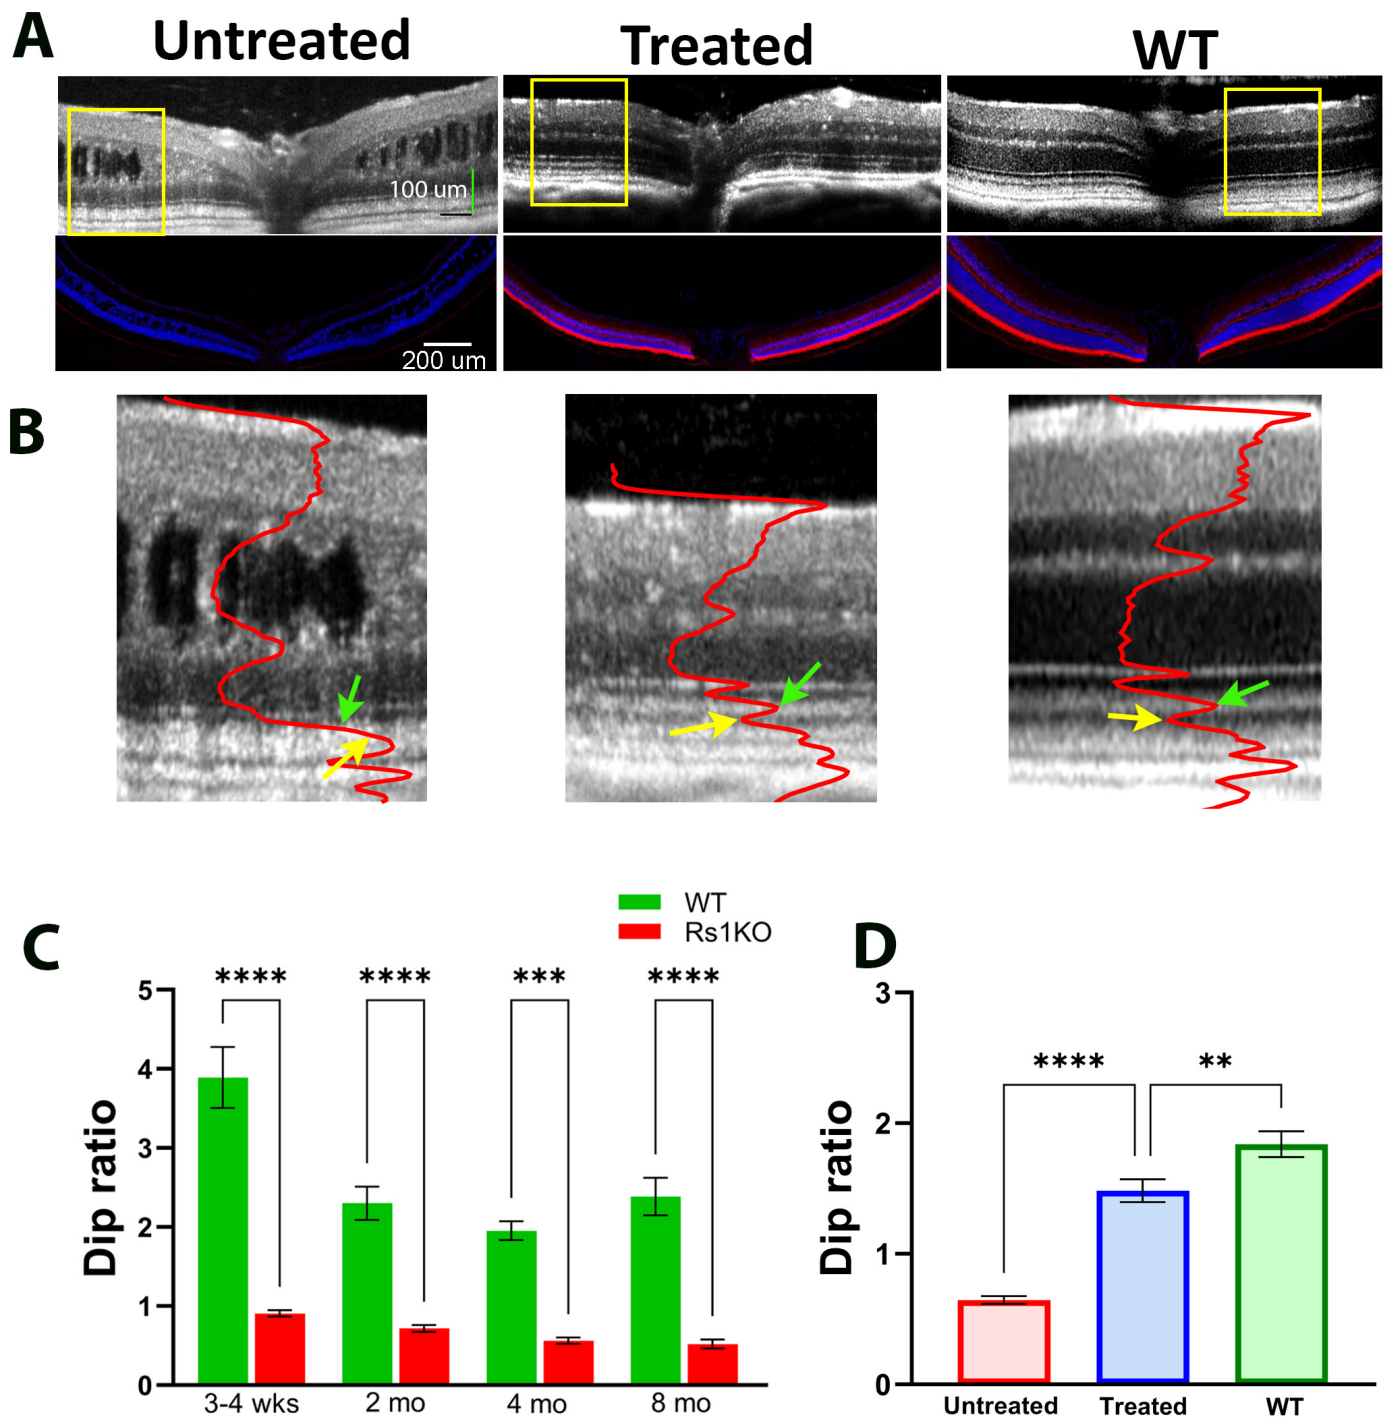 A
Untreated
Treated
WT
100 um
200 um
B
C
WT
Rs1KO
D
**** **** *** ****
**** **
Dip ratio
5
4
3
2
1
0
3-4 wks 2 mo 4 mo 8 mo
Dip ratio
3
2
1
0
Untreated Treated WT